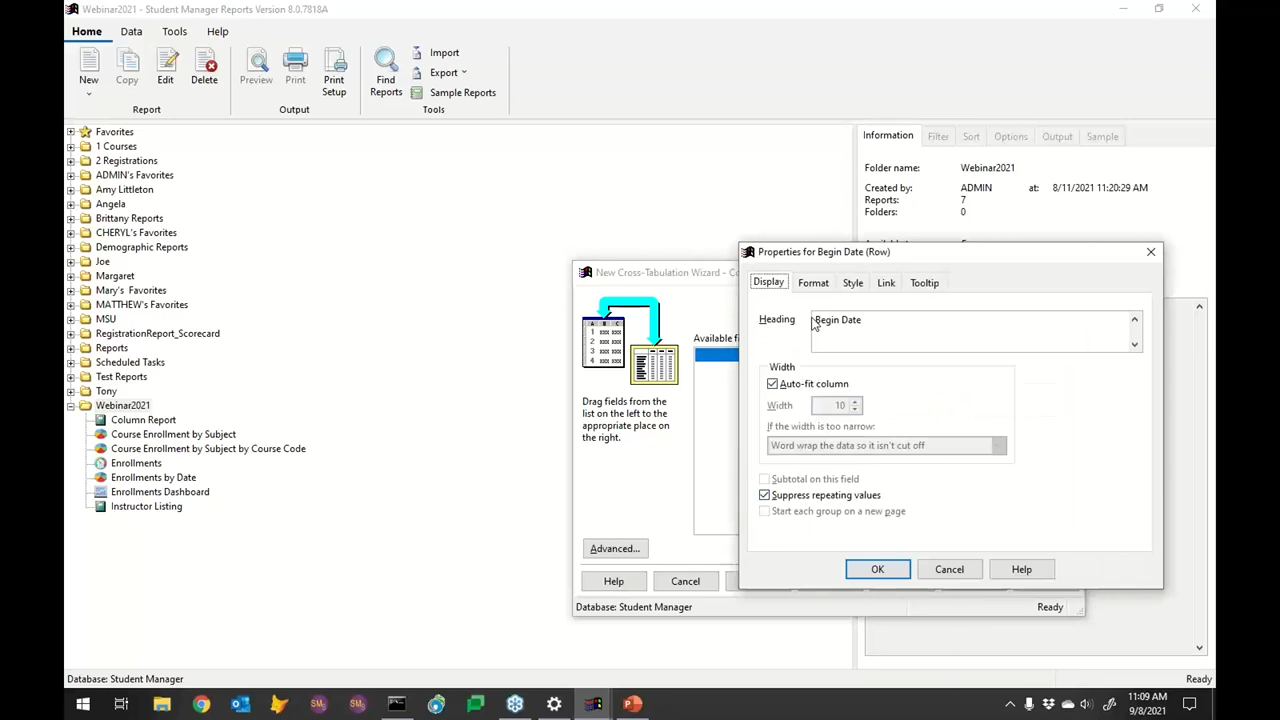 Webinar2021 - Student Manager Reports Version 8.0.7818A
Home Data Tools Help
New Copy Edit Delete Preview Print Print Setup Find Reports
Import
Export
Sample Reports
Report Output Tools
Favorites
1 Courses
2 Registrations
ADMIN's Favorites
Amy Littleton
Angela
Brittany Reports
CHERYL's Favorites
Demographic Reports
Joe
Margaret
Mary's Favorites
MATTHEW's Favorites
MSU
RegistrationReport_Scorecard
Reports
Scheduled Tasks
Test Reports
Tony
Webinar2021
Column Report
Course Enrollment by Subject
Course Enrollment by Subject by Course Code
Enrollments
Enrollments by Date
Enrollments Dashboard
Instructor Listing
Information Filter Sort Options Output Sample
Folder name: Webinar2021
Created by: ADMIN at: 8/11/2021 11:20:29 AM
Reports: 7
Folders: 0
New Cross-Tabulation Wizard - Co
Available fi
Drag fields from the
list on the left to the
appropriate place on
the right.
Advanced...
Help Cancel
Database: Student Manager Ready
Properties for Begin Date (Row)
Display Format Style Link Tooltip
Heading Begin Date
Width
Auto-fit column
Width 10
If the width is too narrow:
Word wrap the data so it isn't cut off
Subtotal on this field
Suppress repeating values
Start each group on a new page
OK Cancel Help
Database: Student Manager Ready
11:09 AM
9/8/2021